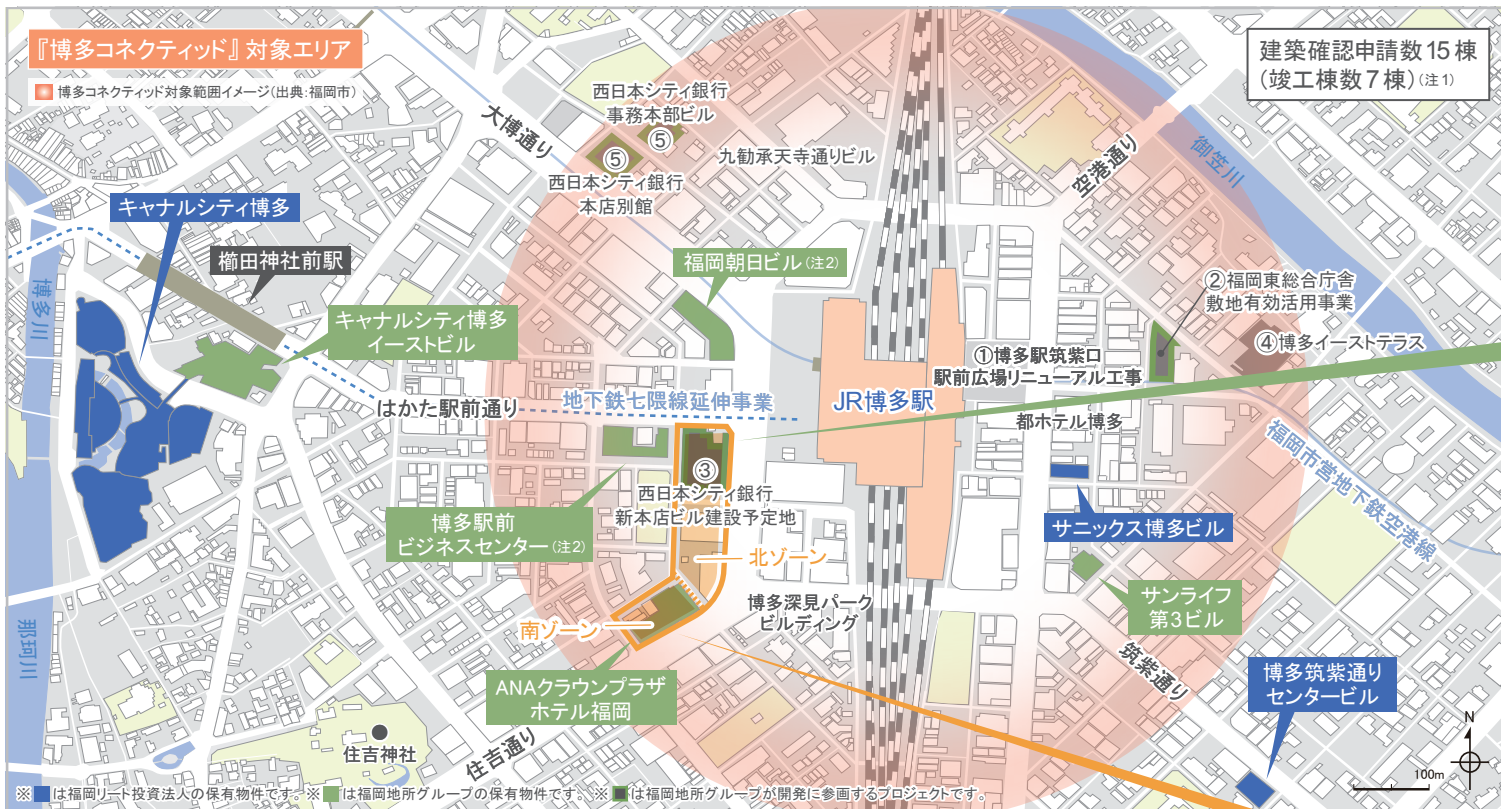 『博多コネクティッド』対象エリア
博多コネクティッド対象範囲イメージ(出典:福岡市)
建築確認申請数15棟
(竣工棟数7棟)(注1)
西日本シティ銀行
事務本部ビル
⑤
⑤
西日本シティ銀行
本店別館
大博通り
九勧承天寺通りビル
空港通り
御笠川
キャナルシティ博多
櫛田神社前駅
博多川
キャナルシティ博多
イーストビル
福岡朝日ビル(注2)
②福岡東総合庁舎
敷地有効活用事業
④博多イーストテラス
①博多駅筑紫口
駅前広場リニューアル工事
はかた駅前通り
地下鉄七隈線延伸事業
JR博多駅
都ホテル博多
福岡市営地下鉄空港線
③
西日本シティ銀行
新本店ビル建設予定地
博多駅前
ビジネスセンター(注2)
サニックス博多ビル
北ゾーン
南ゾーン
博多深見パーク
ビルディング
サンライフ
第3ビル
筑紫通り
那珂川
ANAクラウンプラザ
ホテル福岡
博多筑紫通り
センタービル
住吉神社
住吉通り
N
100m
※■は福岡リート投資法人の保有物件です。※■は福岡地所グループの保有物件です。※■は福岡地所グループが開発に参画するプロジェクトです。